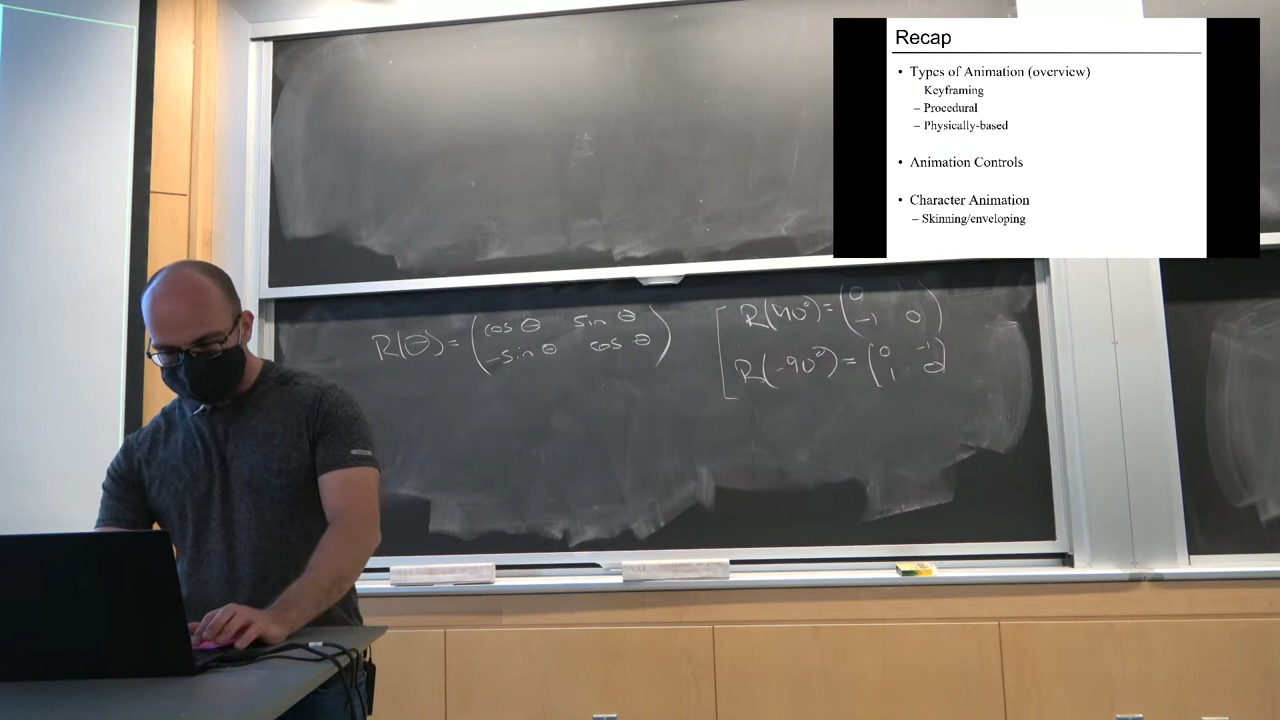 Recap
• Types of Animation (overview)
Keyframing
– Procedural
– Physically-based
• Animation Controls
• Character Animation
– Skinning/enveloping
R(θ) = ( cos θ sin θ
-sin θ cos θ )
R(90°) = ( 0 1
-1 0 )
R(-90°) = ( 0 -1
1 0 )